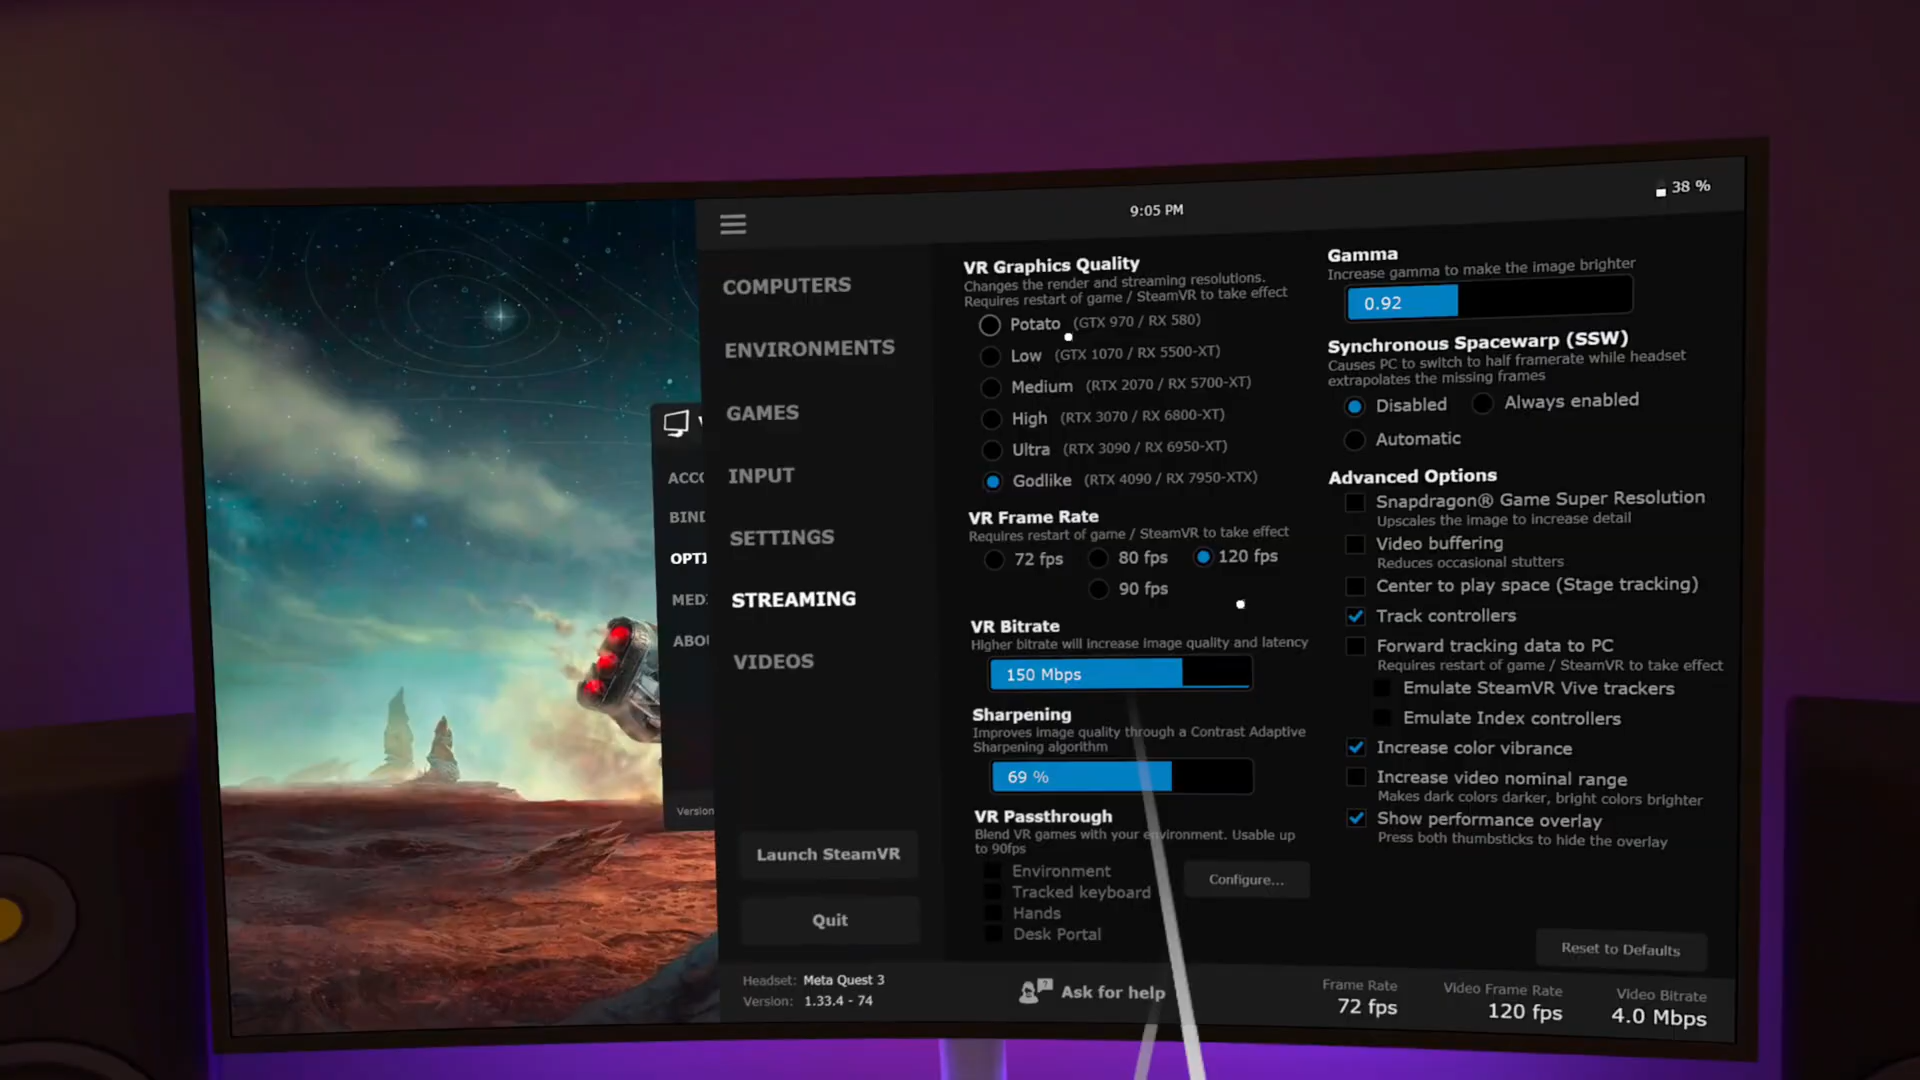 9:05 PM
38 %
COMPUTERS
ENVIRONMENTS
GAMES
INPUT
SETTINGS
STREAMING
VIDEOS
Launch SteamVR
Quit
Headset: Meta Quest 3
Version: 1.33.4 - 74
OPTI
Version
VR Graphics Quality
Changes the render and streaming resolutions.
Requires restart of game / SteamVR to take effect
Potato (GTX 970 / RX 580)
Low (GTX 1070 / RX 5500-XT)
Medium (RTX 2070 / RX 5700-XT)
High (RTX 3070 / RX 6800-XT)
Ultra (RTX 3090 / RX 6950-XT)
Godlike (RTX 4090 / RX 7950-XTX)
VR Frame Rate
Requires restart of game / SteamVR to take effect
72 fps 80 fps 120 fps
90 fps
VR Bitrate
Higher bitrate will increase image quality and latency
150 Mbps
Sharpening
Improves image quality through a Contrast Adaptive
Sharpening algorithm
69 %
VR Passthrough
Blend VR games with your environment. Usable up
to 90fps
Environment
Tracked keyboard
Hands
Desk Portal
Configure...
Ask for help
Gamma
Increase gamma to make the image brighter
0.92
Synchronous Spacewarp (SSW)
Causes PC to switch to half framerate while headset
extrapolates the missing frames
Disabled Always enabled
Automatic
Advanced Options
Snapdragon® Game Super Resolution
Upscales the image to increase detail
Video buffering
Reduces occasional stutters
Center to play space (Stage tracking)
Track controllers
Forward tracking data to PC
Requires restart of game / SteamVR to take effect
Emulate SteamVR Vive trackers
Emulate Index controllers
Increase color vibrance
Increase video nominal range
Makes dark colors darker, bright colors brighter
Show performance overlay
Press both thumbsticks to hide the overlay
Reset to Defaults
Frame Rate
72 fps
Video Frame Rate
120 fps
Video Bitrate
4.0 Mbps